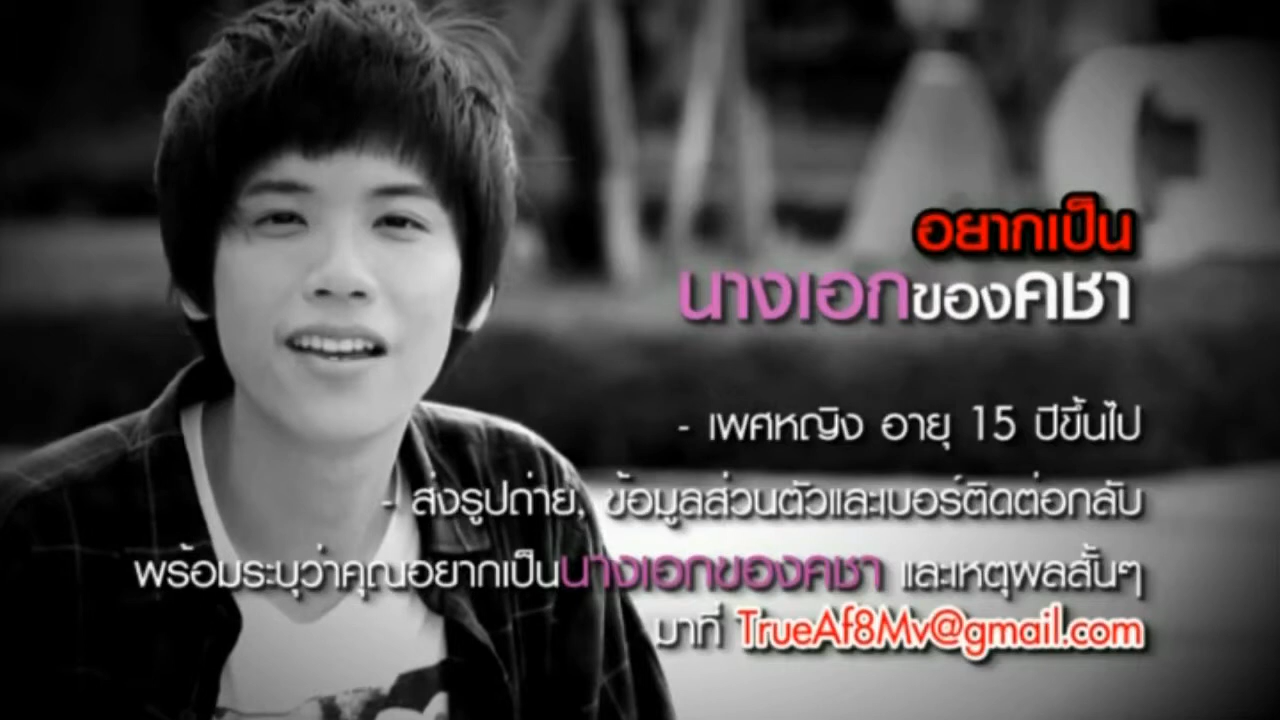 อยากเป็น
นางเอกของคชา
- เพศหญิง อายุ 15 ปีขึ้นไป
- ส่งรูปถ่าย, ข้อมูลส่วนตัวและเบอร์ติดต่อกลับ
พร้อมระบุว่าคุณอยากเป็นนางเอกของคชา และเหตุผลสั้นๆ
มาที่ TrueAf8Mv@gmail.com